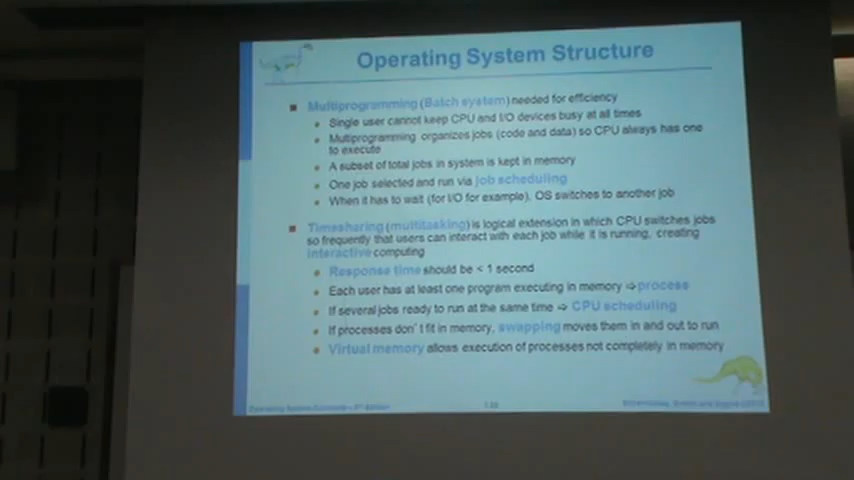 Operating System Structure
Multiprogramming (Batch system) needed for efficiency
Single user cannot keep CPU and I/O devices busy at all times
Multiprogramming organizes jobs (code and data) so CPU always has one
to execute
A subset of total jobs in system is kept in memory
One job selected and run via job scheduling
When it has to wait (for I/O for example), OS switches to another job
Timesharing (multitasking) is logical extension in which CPU switches jobs
so frequently that users can interact with each job while it is running, creating
interactive computing
Response time should be < 1 second
Each user has at least one program executing in memory ⇨process
If several jobs ready to run at the same time ⇨ CPU scheduling
If processes don't fit in memory, swapping moves them in and out to run
Virtual memory allows execution of processes not completely in memory
Operating System Concepts